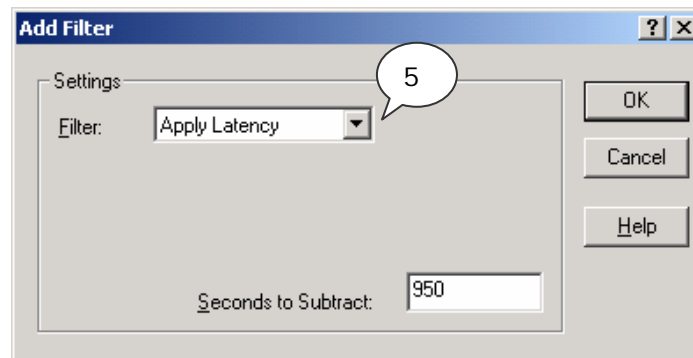 Add Filter
Settings
5
Filter:
Apply Latency
OK
Cancel
Help
Seconds to Subtract:
950